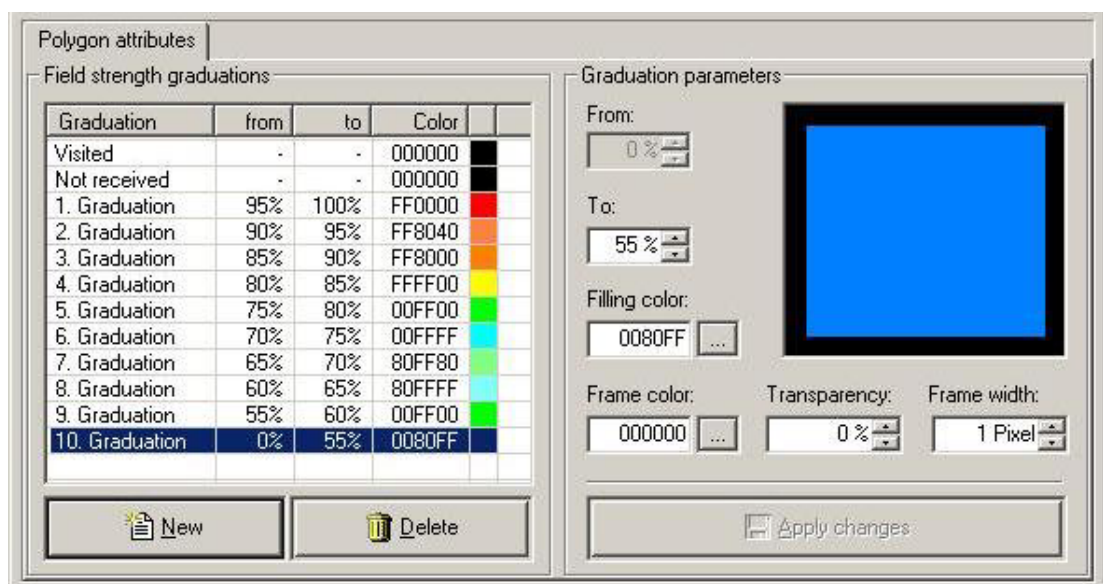 Polygon attributes
Field strength graduations
Graduation from to Color
Visited - - 000000
Not received - - 000000
1. Graduation 95% 100% FF0000
2. Graduation 90% 95% FF8040
3. Graduation 85% 90% FF8000
4. Graduation 80% 85% FFFF00
5. Graduation 75% 80% 00FF00
6. Graduation 70% 75% 00FFFF
7. Graduation 65% 70% 80FF80
8. Graduation 60% 65% 80FFFF
9. Graduation 55% 60% 00FF00
10. Graduation 0% 55% 0080FF
New Delete
Graduation parameters
From:
0 %
To:
55 %
Filling color:
0080FF ...
Frame color: Transparency: Frame width:
000000 ... 0 % 1 Pixel
Apply changes